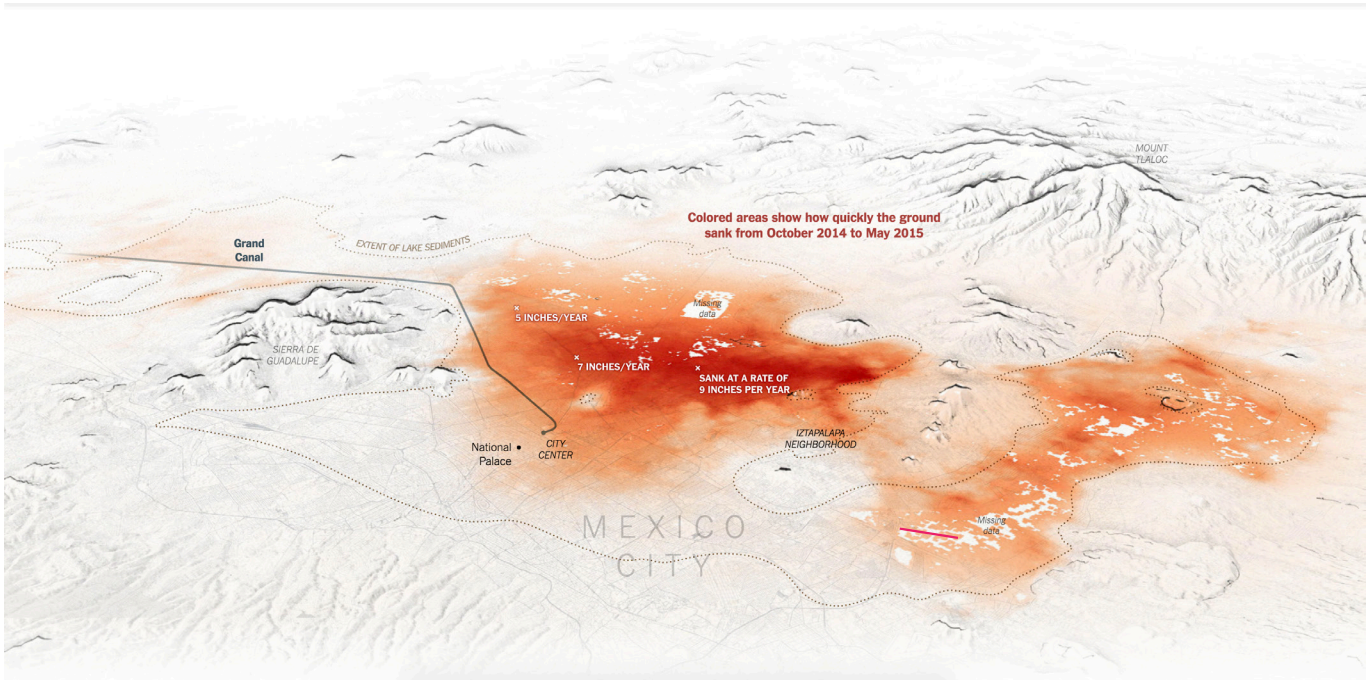 MOUNT
TLALOC
Colored areas show how quickly the ground
sank from October 2014 to May 2015
Grand
Canal
EXTENT OF LAKE SEDIMENTS
Missing
data
5 INCHES/YEAR
SIERRA DE
GUADALUPE
7 INCHES/YEAR
SANK AT A RATE OF
9 INCHES PER YEAR
IZTAPALAPA
NEIGHBORHOOD
National
Palace
CITY
CENTER
MEXICO
CITY
Missing
data